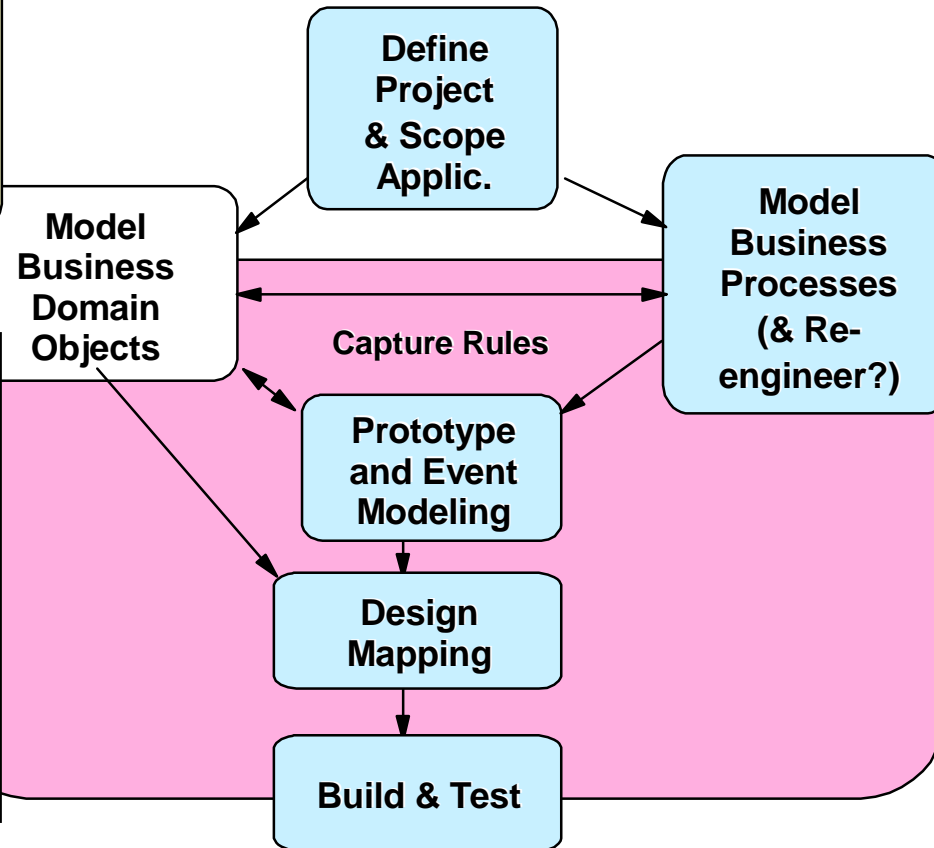 Define
Project
& Scope
Applic.
Model
Business
Domain
Objects
Model
Business
Processes
(& Re-
engineer?)
Capture Rules
Prototype
and Event
Modeling
Design
Mapping
Build & Test